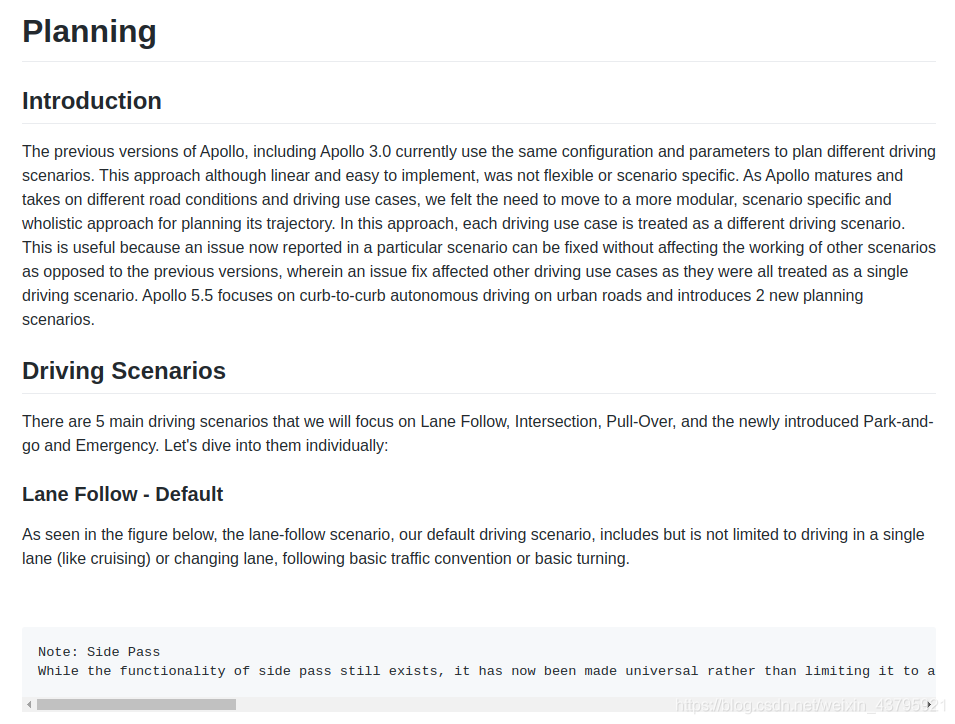 Planning
Introduction
The previous versions of Apollo, including Apollo 3.0 currently use the same configuration and parameters to plan different driving
scenarios. This approach although linear and easy to implement, was not flexible or scenario specific. As Apollo matures and
takes on different road conditions and driving use cases, we felt the need to move to a more modular, scenario specific and
wholistic approach for planning its trajectory. In this approach, each driving use case is treated as a different driving scenario.
This is useful because an issue now reported in a particular scenario can be fixed without affecting the working of other scenarios
as opposed to the previous versions, wherein an issue fix affected other driving use cases as they were all treated as a single
driving scenario. Apollo 5.5 focuses on curb-to-curb autonomous driving on urban roads and introduces 2 new planning
scenarios.
Driving Scenarios
There are 5 main driving scenarios that we will focus on Lane Follow, Intersection, Pull-Over, and the newly introduced Park-and-
go and Emergency. Let's dive into them individually:
Lane Follow - Default
As seen in the figure below, the lane-follow scenario, our default driving scenario, includes but is not limited to driving in a single
lane (like cruising) or changing lane, following basic traffic convention or basic turning.
Note: Side Pass
While the functionality of side pass still exists, it has now been made universal rather than limiting it to a
https://blog.csdn.net/weixin_43795921